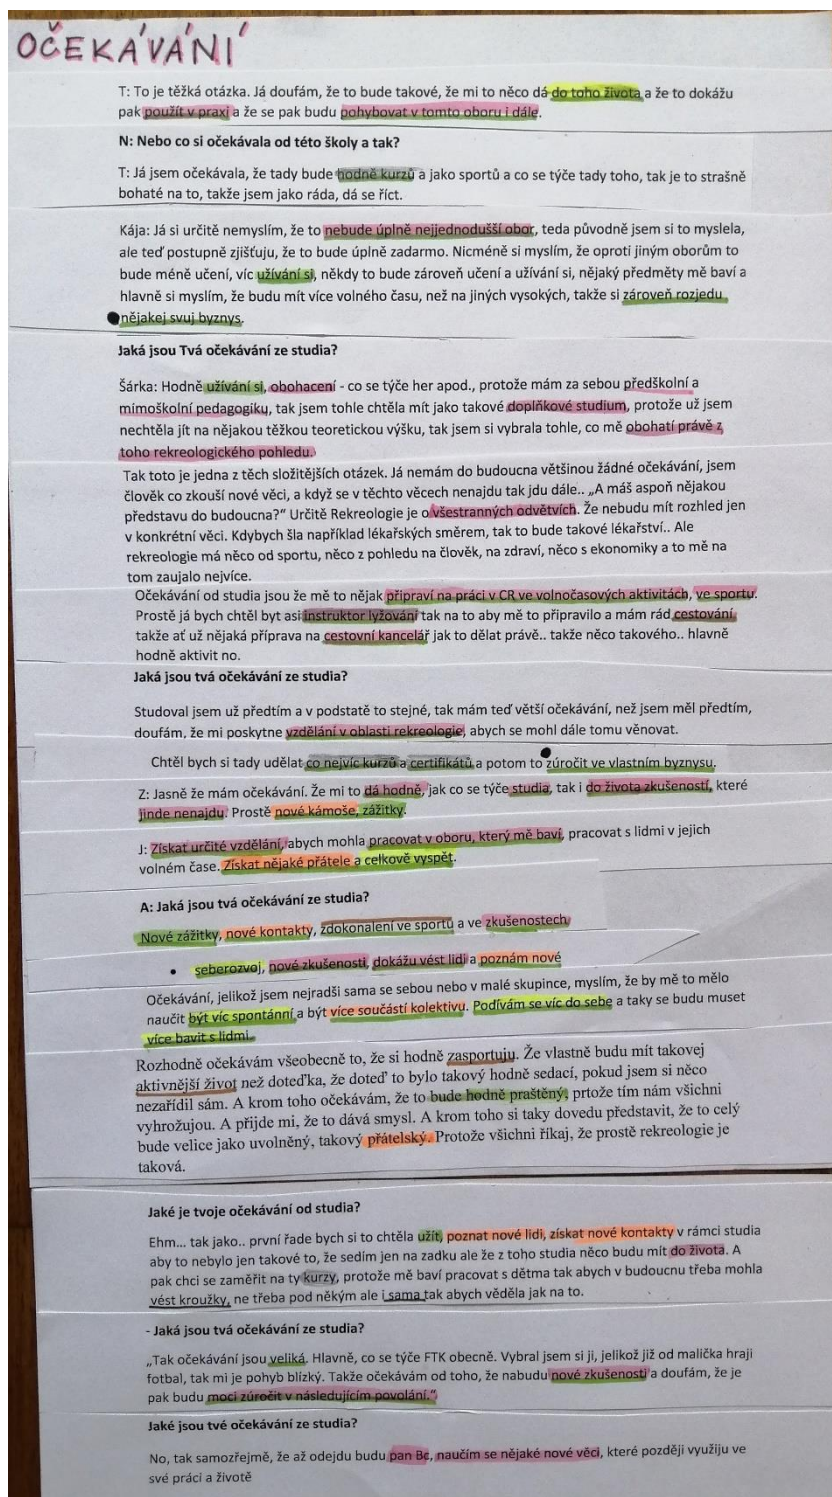 OČEKÁVÁNÍ
T: To je těžká otázka. Já doufám, že to bude takové, že mi to něco dá do toho života a že to dokážu
pak použít v praxi a že se pak budu pohybovat v tomto oboru i dále.
N: Nebo co si očekávala od této školy a tak?
T: Já jsem očekávala, že tady bude hodně kurzů a jako sportů a co se týče tady toho, tak je to strašně
bohaté na to, takže jsem jako ráda, dá se říct.
Kája: Já si určitě nemyslím, že to nebude úplně nejjednodušší obor, teda původně jsem si to myslela,
ale teď postupně zjišťuju, že to bude úplně zadarmo. Nicméně si myslím, že oproti jiným oborům to
bude méně učení, víc užívání si, někdy to bude zároveň učení a užívání si, nějaký předměty mě baví a
hlavně si myslím, že budu mít více volného času, než na jiných vysokých, takže si zároveň rozjedu
nějakej svuj byznys.
Jaká jsou Tvá očekávání ze studia?
Šárka: Hodně užívání si, obohacení - co se týče her apod., protože mám za sebou předškolní a
mimoškolní pedagogiku, tak jsem tohle chtěla mít jako takové doplňkové studium, protože už jsem
nechtěla jít na nějakou těžkou teoretickou výšku, tak jsem si vybrala tohle, co mě obohatí právě z
toho rekreologického pohledu.
Tak toto je jedna z těch složitějších otázek. Já nemám do budoucna většinou žádné očekávání, jsem
člověk co zkouší nové věci, a když se v těchto věcech nenajdu tak jdu dále.. „A máš aspoň nějakou
představu do budoucna?" Určitě Rekreologie je o všestranných odvětvích. Že nebudu mít rozhled jen
v konkrétní věci. Kdybych šla například lékařských směrem, tak to bude takové lékařství.. Ale
rekreologie má něco od sportu, něco z pohledu na člověk, na zdraví, něco s ekonomiky a to mě na
tom zaujalo nejvíce.
Očekávání od studia jsou že mě to nějak připraví na práci v CR ve volnočasových aktivitách, ve sportu.
Prostě já bych chtěl byt asi instruktor lyžování tak na to aby mě to připravilo a mám rád cestování
takže ať už nějaká příprava na cestovní kancelář jak to dělat právě.. takže něco takového.. hlavně
hodně aktivit no.
Jaká jsou tvá očekávání ze studia?
Studoval jsem už předtím a v podstatě to stejné, tak mám teď větší očekávání, než jsem měl předtím,
doufám, že mi poskytne vzdělání v oblasti rekreologie, abych se mohl dále tomu věnovat.
Chtěl bych si tady udělat co nejvíc kurzů a certifikátů a potom to zúročit ve vlastním byznysu.
Z: Jasně že mám očekávání. Že mi to dá hodně, jak co se týče studia, tak i do života zkušeností, které
jinde nenajdu. Prostě nové kámoše, zážitky.
J: Získat určité vzdělání, abych mohla pracovat v oboru, který mě baví, pracovat s lidmi v jejich
volném čase. Získat nějaké přátele a celkově vyspět.
A: Jaká jsou tvá očekávání ze studia?
Nové zážitky, nové kontakty, zdokonalení ve sportu a ve zkušenostech
• seberozvoj, nové zkušenosti, dokážu vést lidi a poznám nové
Očekávání, jelikož jsem nejradši sama se sebou nebo v malé skupince, myslím, že by mě to mělo
naučit být víc spontánní a být více součástí kolektivu. Podívám se víc do sebe a taky se budu muset
více bavit s lidmi.
Rozhodně očekávám všeobecně to, že si hodně zasportuju. Že vlastně budu mít takovej
aktivnější život než doteďka, že doteď to bylo takový hodně sedací, pokud jsem si něco
nezařídil sám. A krom toho očekávám, že to bude hodně praštěný, prtože tím nám všichni
vyhrožujou. A přijde mi, že to dává smysl. A krom toho si taky dovedu představit, že to celý
bude velice jako uvolněný, takový přátelský. Protože všichni říkaj, že prostě rekreologie je
taková.
Jaké je tvoje očekávání od studia?
Ehm... tak jako.. první řade bych si to chtěla užít, poznat nové lidi, získat nové kontakty v rámci studia
aby to nebylo jen takové to, že sedím jen na zadku ale že z toho studia něco budu mít do života. A
pak chci se zaměřit na ty kurzy, protože mě baví pracovat s dětma tak abych v budoucnu třeba mohla
vést kroužky, ne třeba pod někým ale i sama tak abych věděla jak na to.
- Jaká jsou tvá očekávání ze studia?
„Tak očekávání jsou veliká. Hlavně, co se týče FTK obecně. Vybral jsem si ji, jelikož již od malička hraji
fotbal, tak mi je pohyb blízký. Takže očekávám od toho, že nabudu nové zkušenosti a doufám, že je
pak budu moci zúročit v následujícím povolání."
Jaké jsou tvé očekávání ze studia?
No, tak samozřejmě, že až odejdu budu pan Bc, naučím se nějaké nové věci, které později využiju ve
své práci a životě